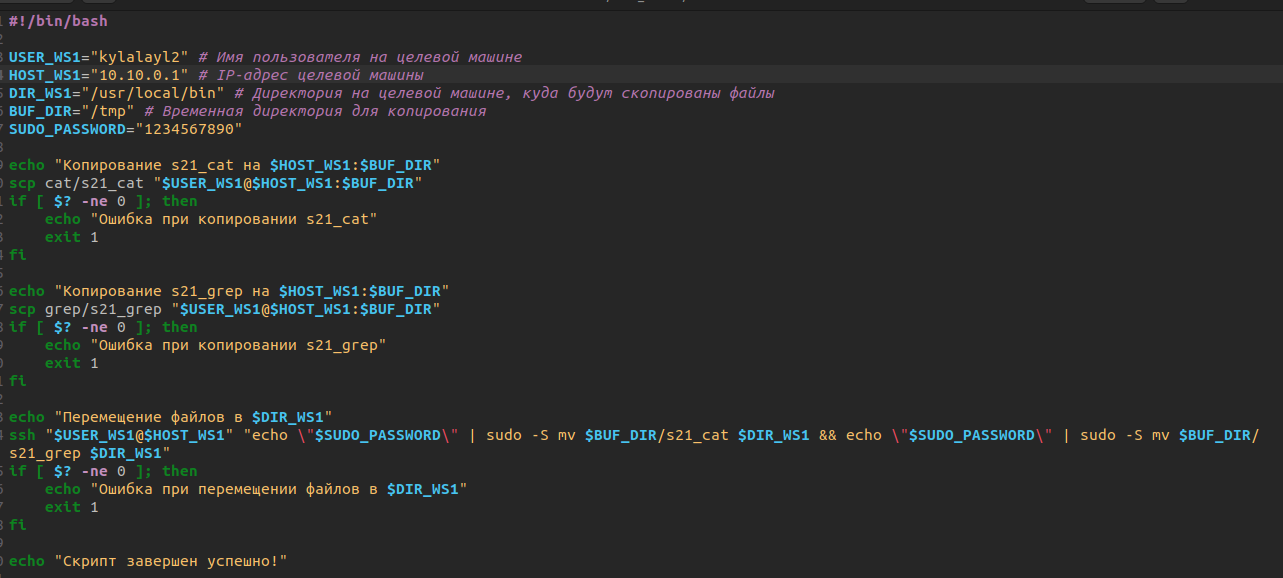 #!/bin/bash
USER_WS1="kylalayl2" # Имя пользователя на целевой машине
HOST_WS1="10.10.0.1" # IP-адрес целевой машины
DIR_WS1="/usr/local/bin" # Директория на целевой машине, куда будут скопированы файлы
BUF_DIR="/tmp" # Временная директория для копирования
SUDO_PASSWORD="1234567890"
echo "Копирование s21_cat на $HOST_WS1:$BUF_DIR"
scp cat/s21_cat "$USER_WS1@$HOST_WS1:$BUF_DIR"
if [ $? -ne 0 ]; then
    echo "Ошибка при копировании s21_cat"
    exit 1
fi
echo "Копирование s21_grep на $HOST_WS1:$BUF_DIR"
scp grep/s21_grep "$USER_WS1@$HOST_WS1:$BUF_DIR"
if [ $? -ne 0 ]; then
    echo "Ошибка при копировании s21_grep"
    exit 1
fi
echo "Перемещение файлов в $DIR_WS1"
ssh "$USER_WS1@$HOST_WS1" "echo \"$SUDO_PASSWORD\" | sudo -S mv $BUF_DIR/s21_cat $DIR_WS1 && echo \"$SUDO_PASSWORD\" | sudo -S mv $BUF_DIR/
s21_grep $DIR_WS1"
if [ $? -ne 0 ]; then
    echo "Ошибка при перемещении файлов в $DIR_WS1"
    exit 1
fi
echo "Скрипт завершен успешно!"